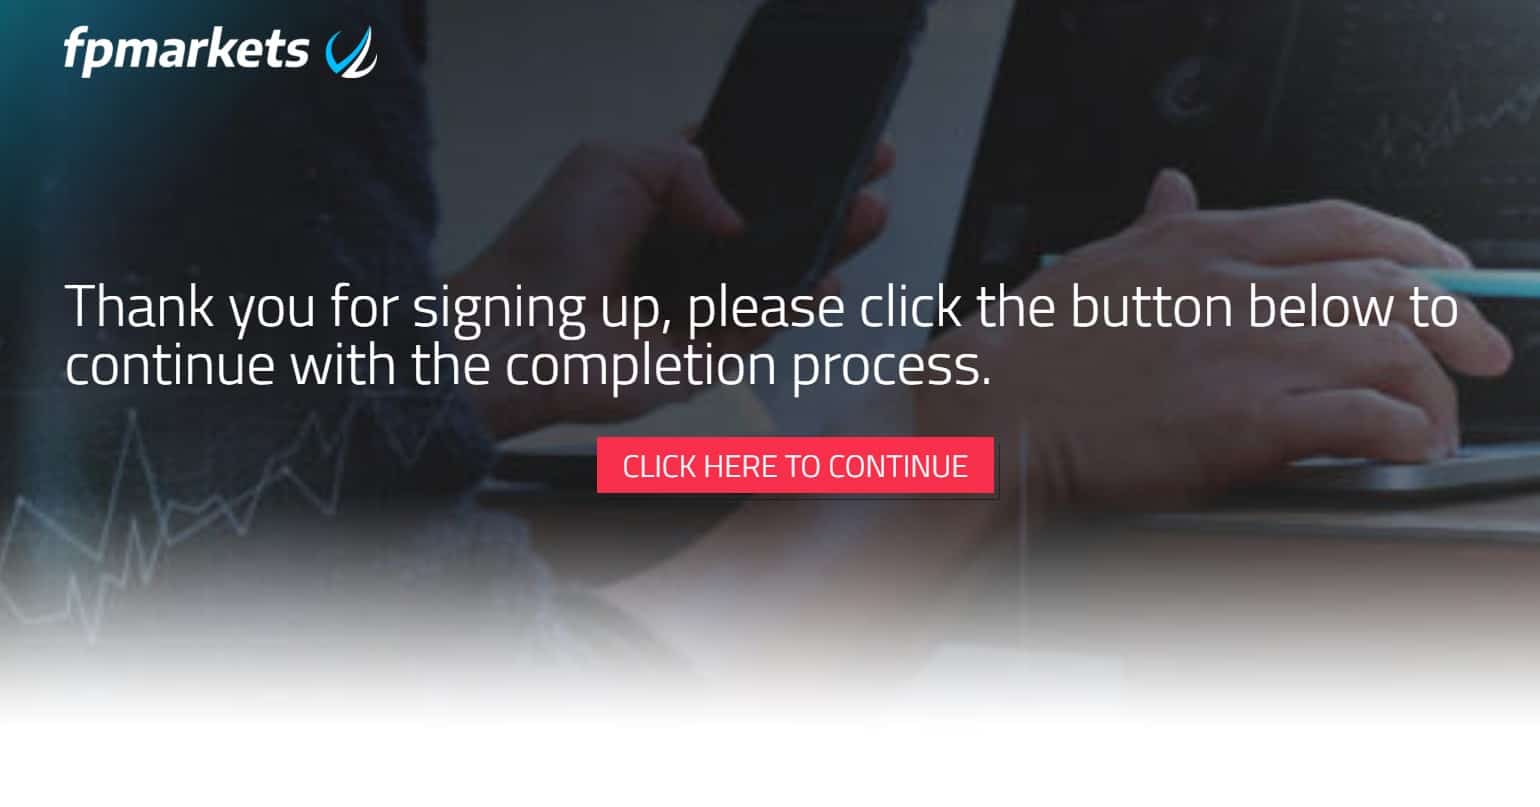 fpmarkets
Thank you for signing up, please click the button below to
continue with the completion process.
CLICK HERE TO CONTINUE